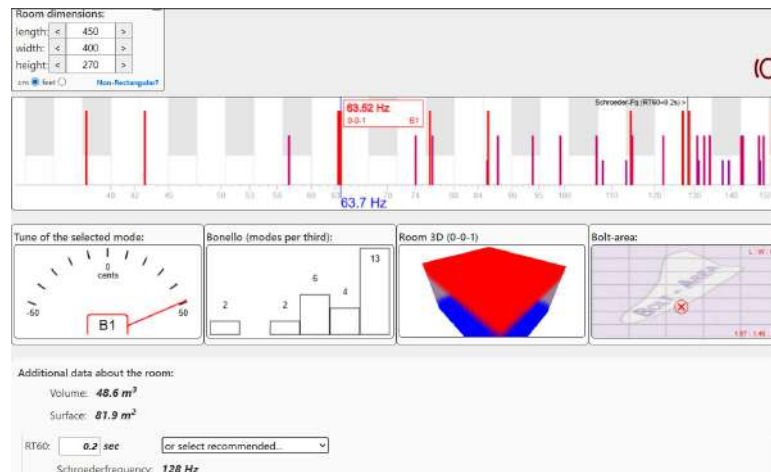 Room dimensions:
length: < 450 >
width: < 400 >
height: < 270 >
cm feet Non-Rectangular?
63.52 Hz
0-0-1 B1
Schroeder-Fq (RT60=0.2s) >
63.7 Hz
Tune of the selected mode:
0
cents
-50 50
B1
Bonello (modes per third):
2 2 6 4 13
Room 3D (0-0-1)
Bolt-area:
BOLT - AREA
Additional data about the room:
Volume: 48.6 m³
Surface: 81.9 m²
RT60: 0.2 sec or select recommended...
Schroederfrequency: 128 Hz